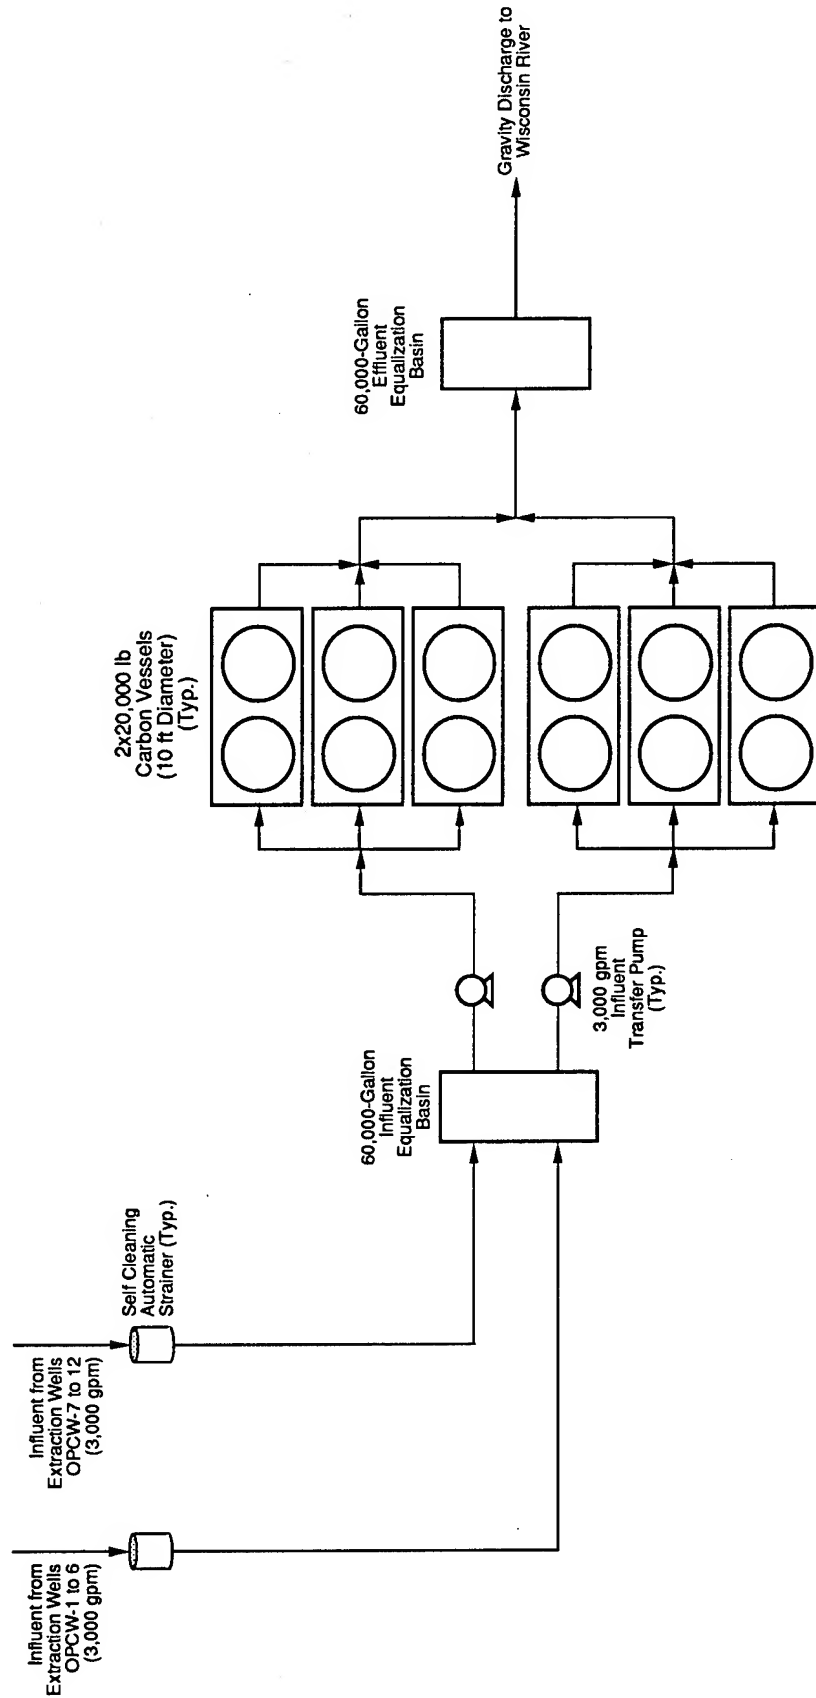 Influent from
Extraction Wells
OPCW-1 to 6
(3,000 gpm)
Influent from
Extraction Wells
OPCW-7 to 12
(3,000 gpm)
Self Cleaning
Automatic
Strainer (Typ.)
60,000-Gallon
Influent
Equalization
Basin
3,000 gpm
Influent
Transfer Pump
(Typ.)
2x20,000 lb
Carbon Vessels
(10 ft Diameter)
(Typ.)
60,000-Gallon
Effluent
Equalization
Basin
Gravity Discharge to
Wisconsin River